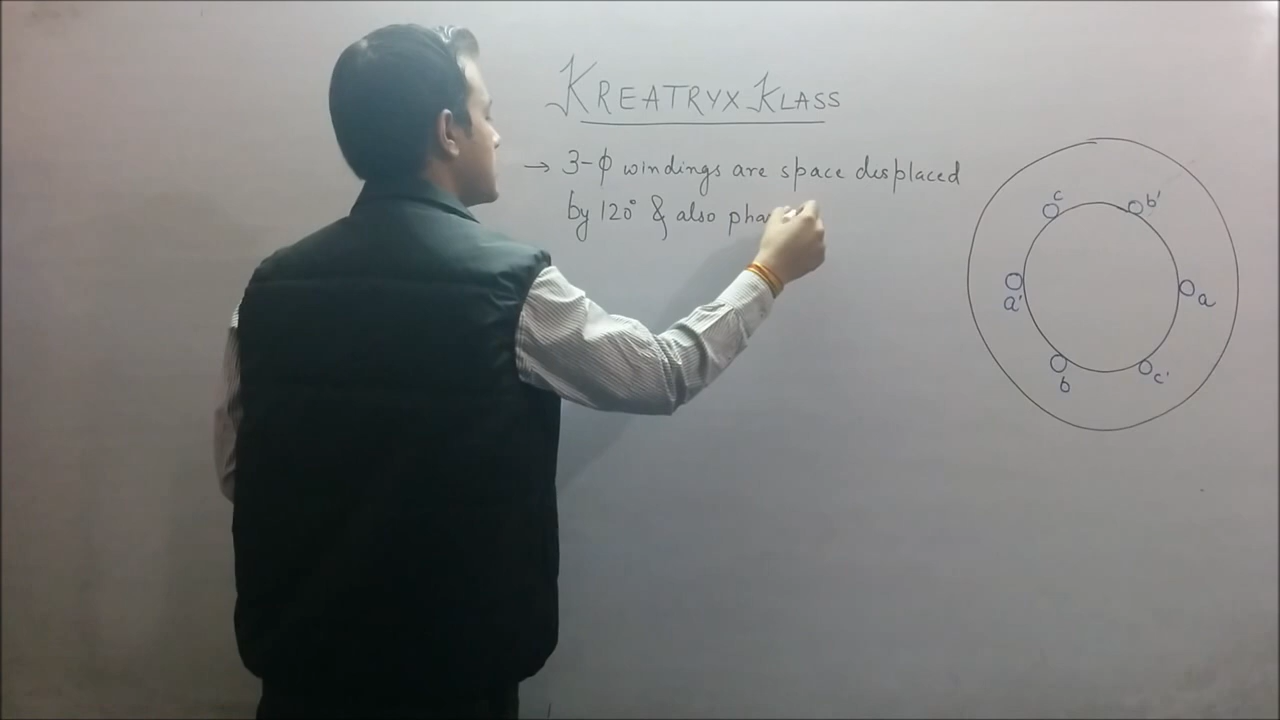 KREATRYX KLASS
→ 3-ϕ windings are space displaced
by 120° & also pha
c
b'
a'
a
b
c'